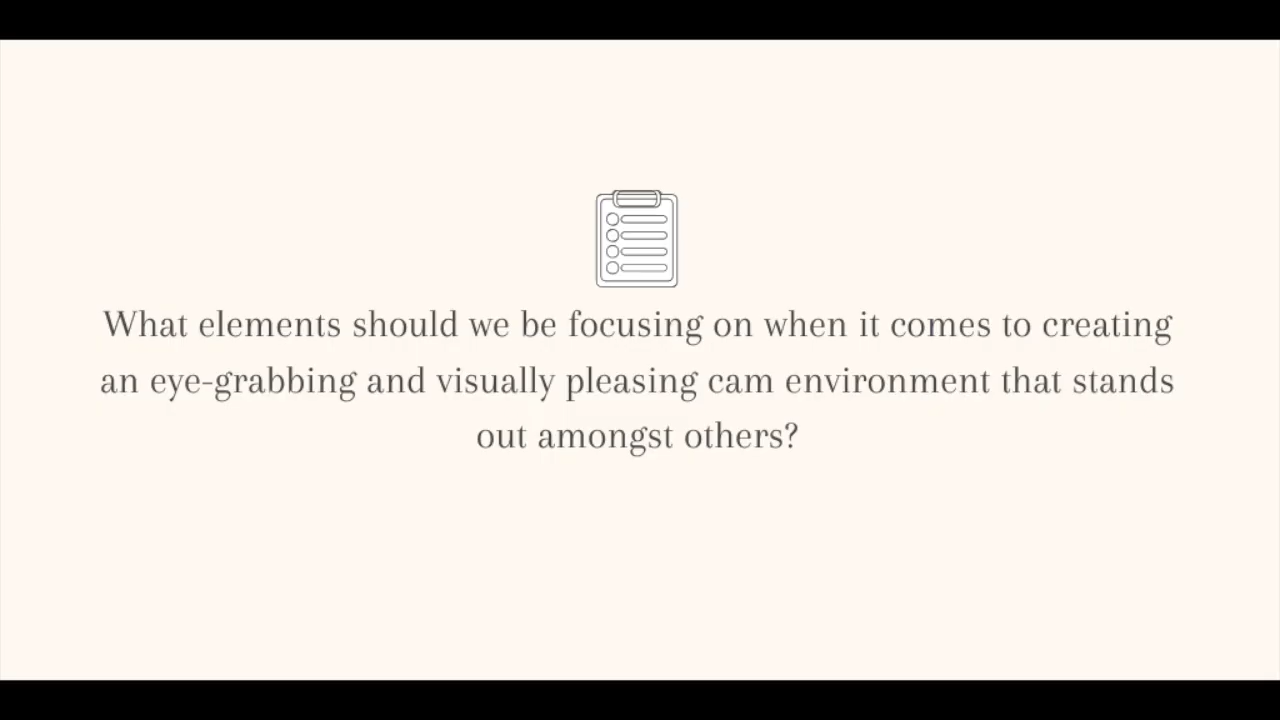 What elements should we be focusing on when it comes to creating
an eye-grabbing and visually pleasing cam environment that stands
out amongst others?